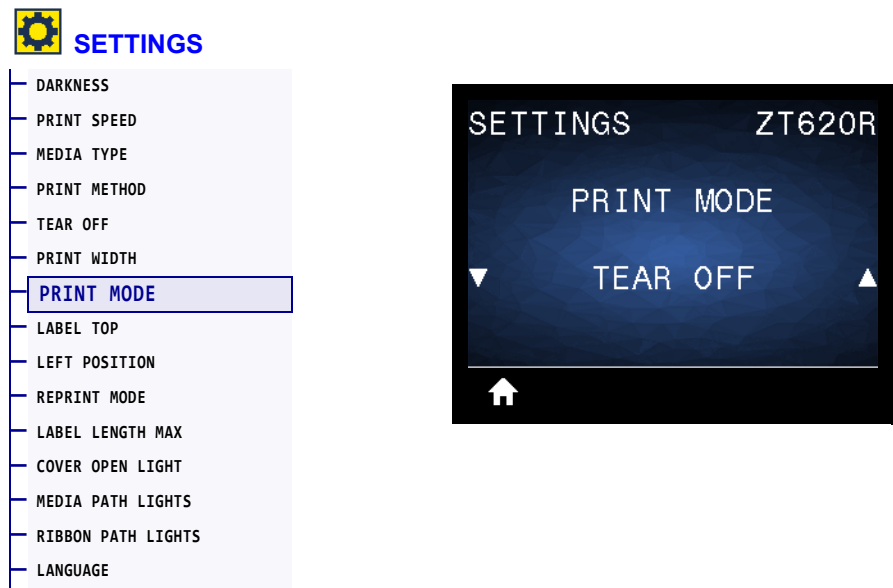 SETTINGS
DARKNESS
PRINT SPEED
MEDIA TYPE
PRINT METHOD
TEAR OFF
PRINT WIDTH
PRINT MODE
LABEL TOP
LEFT POSITION
REPRINT MODE
LABEL LENGTH MAX
COVER OPEN LIGHT
MEDIA PATH LIGHTS
RIBBON PATH LIGHTS
LANGUAGE
SETTINGS ZT620R
PRINT MODE
TEAR OFF